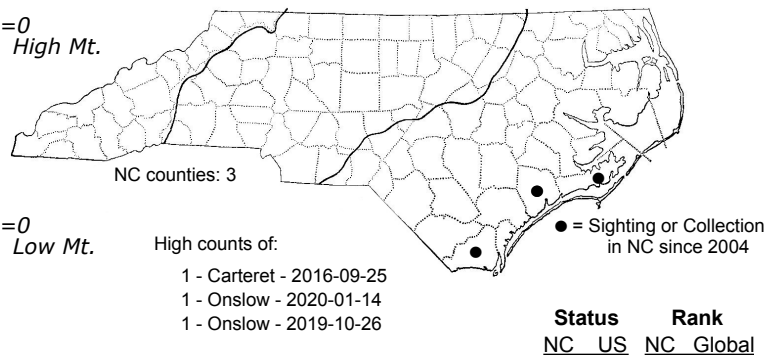 =0
High Mt.
NC counties: 3
=0
Low Mt.
High counts of:
1 - Carteret - 2016-09-25
1 - Onslow - 2020-01-14
1 - Onslow - 2019-10-26
● = Sighting or Collection
in NC since 2004
Status Rank
NC US NC Global